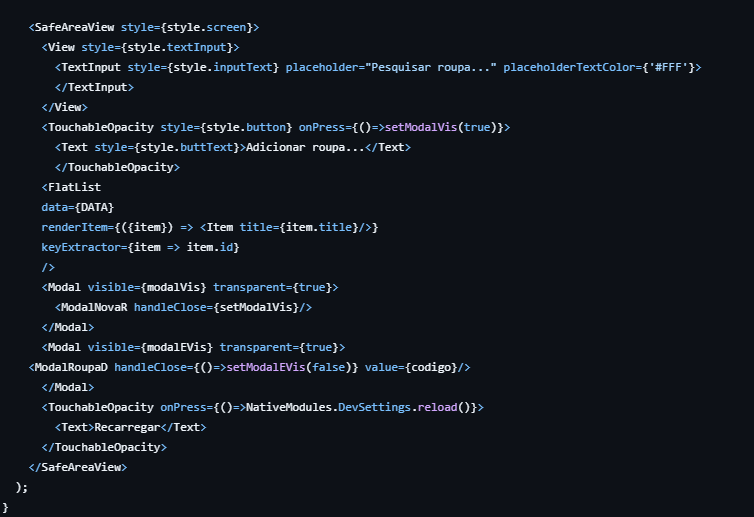 <SafeAreaView style={style.screen}>
<View style={style.textInput}>
<TextInput style={style.inputText} placeholder="Pesquisar roupa..." placeholderTextColor={'#FFF'}>
</TextInput>
</View>
<TouchableOpacity style={style.button} onPress={()=>setModalVis(true)}>
<Text style={style.buttText}>Adicionar roupa...</Text>
</TouchableOpacity>
<FlatList
data={DATA}
renderItem={({item}) => <Item title={item.title}/>}
keyExtractor={item => item.id}
/>
<Modal visible={modalVis} transparent={true}>
<ModalNovaR handleClose={setModalVis}/>
</Modal>
<Modal visible={modalEVis} transparent={true}>
<ModalRoupaD handleClose={()=>setModalEVis(false)} value={codigo}/>
</Modal>
<TouchableOpacity onPress={()=>NativeModules.DevSettings.reload()}>
<Text>Recarregar</Text>
</TouchableOpacity>
</SafeAreaView>
);
}